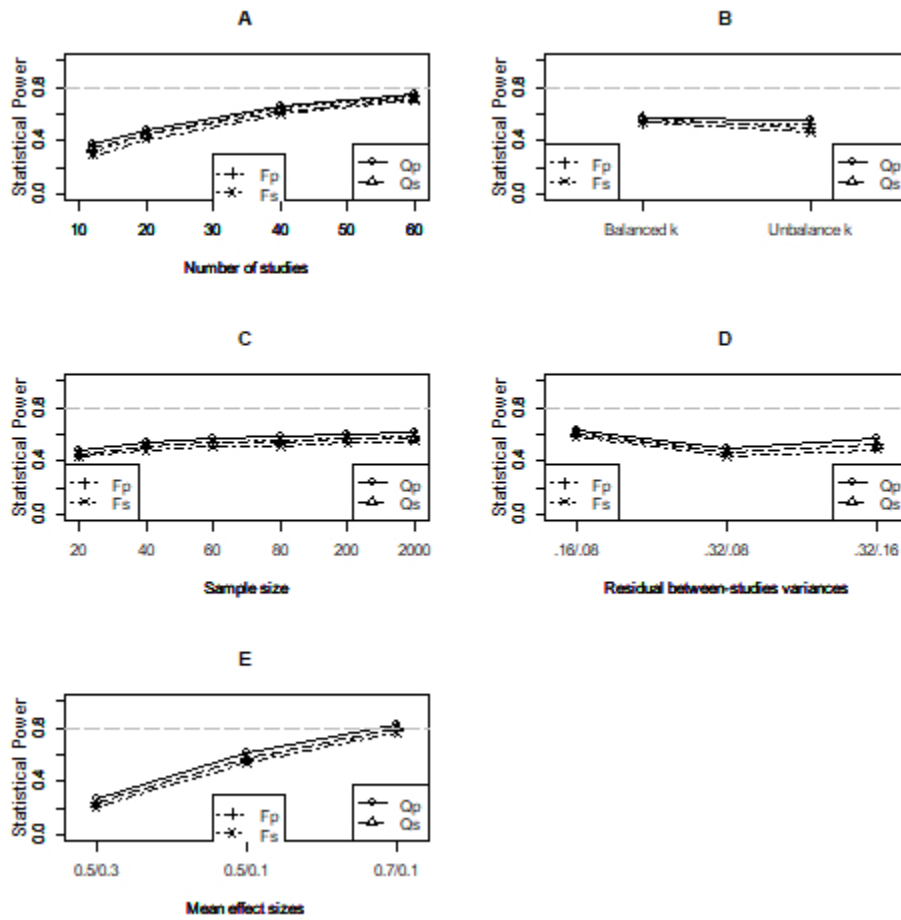 A
Statistical Power
0.0 0.4 0.8
Fp
Fs
Qp
Qs
10 20 30 40 50 60
Number of studies
B
Statistical Power
0.0 0.4 0.8
Fp
Fs
Qp
Qs
Balanced k Unbalance k
C
Statistical Power
0.0 0.4 0.8
Fp
Fs
Qp
Qs
20 40 60 80 200 2000
Sample size
D
Statistical Power
0.0 0.4 0.8
Fp
Fs
Qp
Qs
.16/.08 .32/.08 .32/.16
Residual between-studies variances
E
Statistical Power
0.0 0.4 0.8
Fp
Fs
Qp
Qs
0.5/0.3 0.5/0.1 0.7/0.1
Mean effect sizes